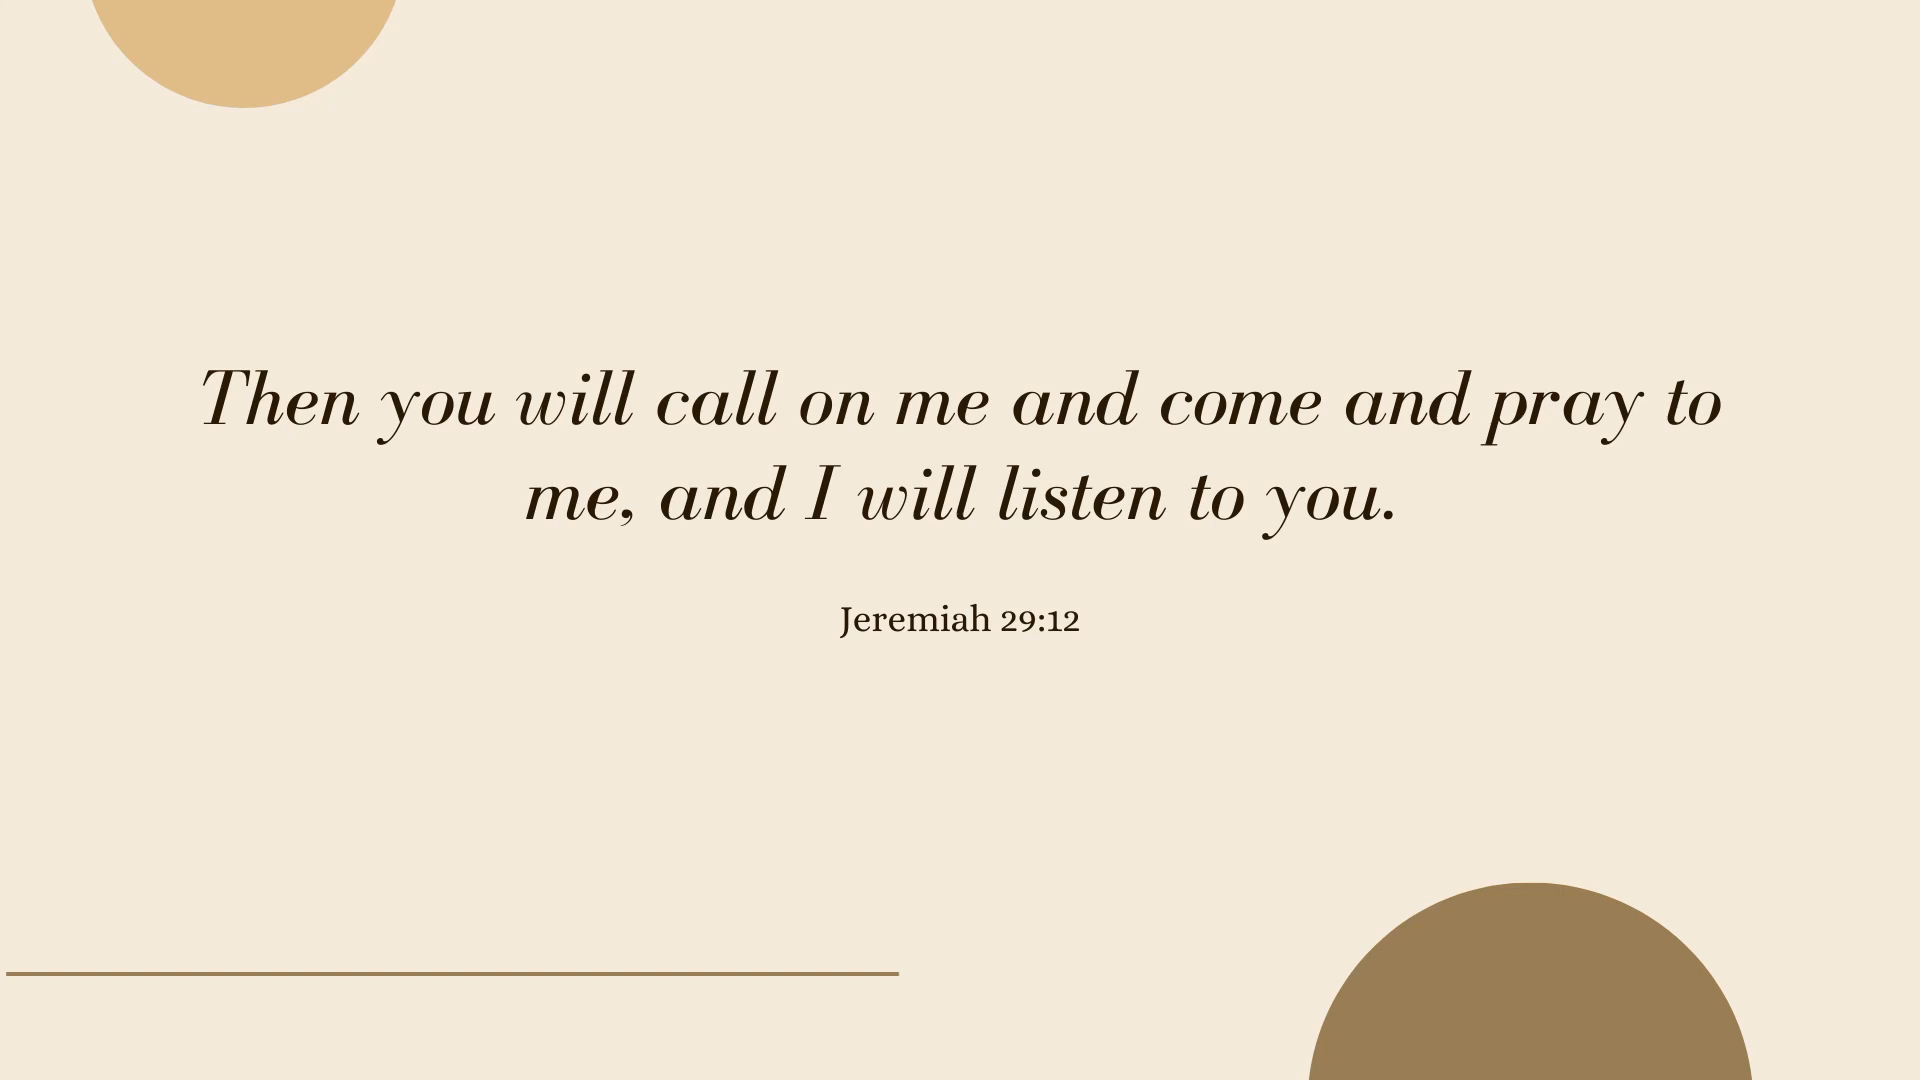 Then you will call on me and come and pray to
me, and I will listen to you.
Jeremiah 29:12